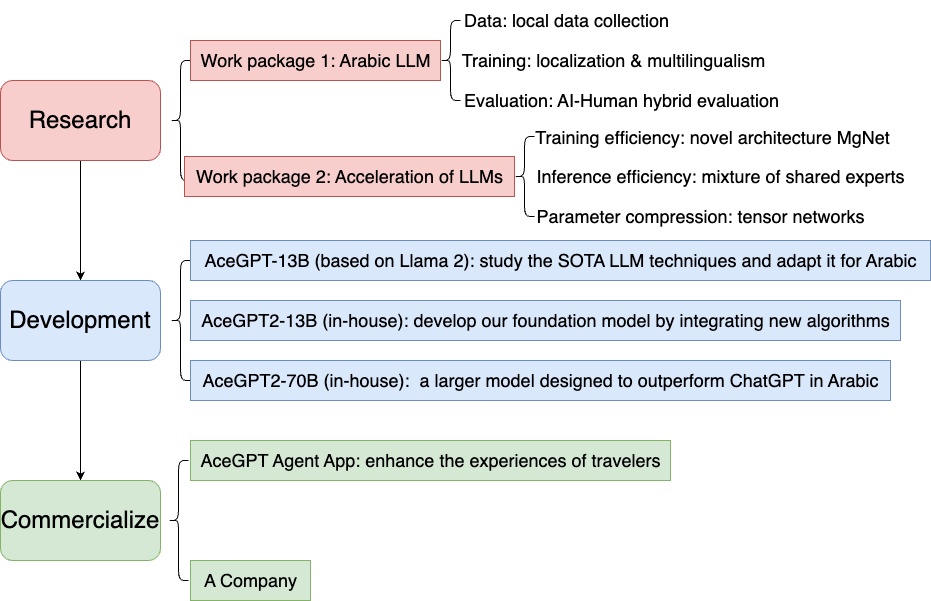 Research
Work package 1: Arabic LLM
Data: local data collection
Training: localization & multilingualism
Evaluation: AI-Human hybrid evaluation
Work package 2: Acceleration of LLMs
Training efficiency: novel architecture MgNet
Inference efficiency: mixture of shared experts
Parameter compression: tensor networks
Development
AceGPT-13B (based on Llama 2): study the SOTA LLM techniques and adapt it for Arabic
AceGPT2-13B (in-house): develop our foundation model by integrating new algorithms
AceGPT2-70B (in-house): a larger model designed to outperform ChatGPT in Arabic
Commercialize
AceGPT Agent App: enhance the experiences of travelers
A Company